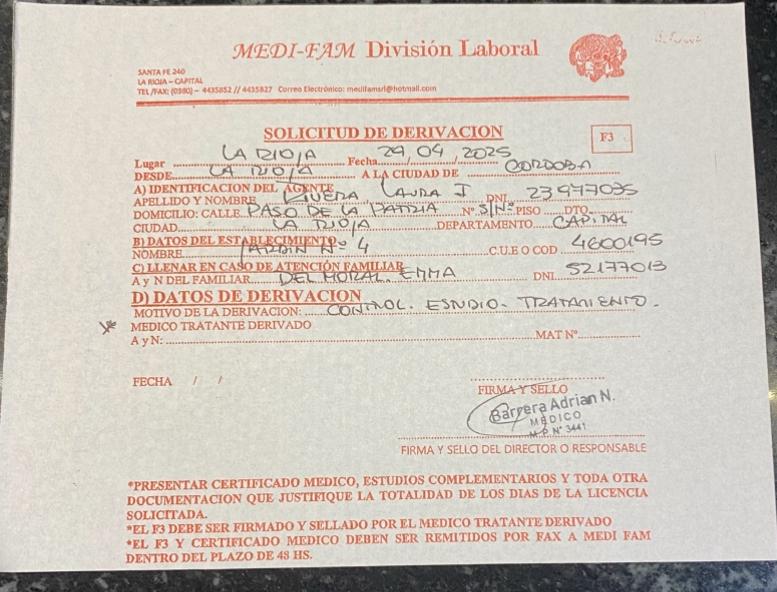 MEDI-FAM División Laboral
SANTA FE 240
LA RIOJA – CAPITAL
TEL/FAX: (0380) – 4435852 // 4435827 Correo Electrónico: medifamsrl@hotmail.com
SOLICITUD DE DERIVACION
F3
Lugar LA RIOJA Fecha 29/04/2025
DESDE LA RIOJA A LA CIUDAD DE CORDOBA
A) IDENTIFICACION DEL AGENTE
APELLIDO Y NOMBRE RIVERA LAURA J DNI 23977035
DOMICILIO: CALLE PASO DE LA PATRIA Nº S/Nº PISO DTO.
CIUDAD LA RIOJA DEPARTAMENTO CAPITAL
B) DATOS DEL ESTABLECIMIENTO
NOMBRE JARDIN Nº 4 C.U.E O COD 4600195
C) LLENAR EN CASO DE ATENCIÓN FAMILIAR
A y N DEL FAMILIAR DEL MORAL. EMMA DNI. 52177013
D) DATOS DE DERIVACION
MOTIVO DE LA DERIVACION: CONTROL. ESTUDIO. TRATAMIENTO.
MEDICO TRATANTE DERIVADO
A y N: MAT Nº
FECHA / /
FIRMA Y SELLO
Barrera Adrian N.
MEDICO
M.P. Nº 3441
FIRMA Y SELLO DEL DIRECTOR O RESPONSABLE
*PRESENTAR CERTIFICADO MEDICO, ESTUDIOS COMPLEMENTARIOS Y TODA OTRA
DOCUMENTACION QUE JUSTIFIQUE LA TOTALIDAD DE LOS DIAS DE LA LICENCIA
SOLICITADA.
*EL F3 DEBE SER FIRMADO Y SELLADO POR EL MEDICO TRATANTE DERIVADO
*EL F3 Y CERTIFICADO MEDICO DEBEN SER REMITIDOS POR FAX A MEDI FAM
DENTRO DEL PLAZO DE 48 HS.